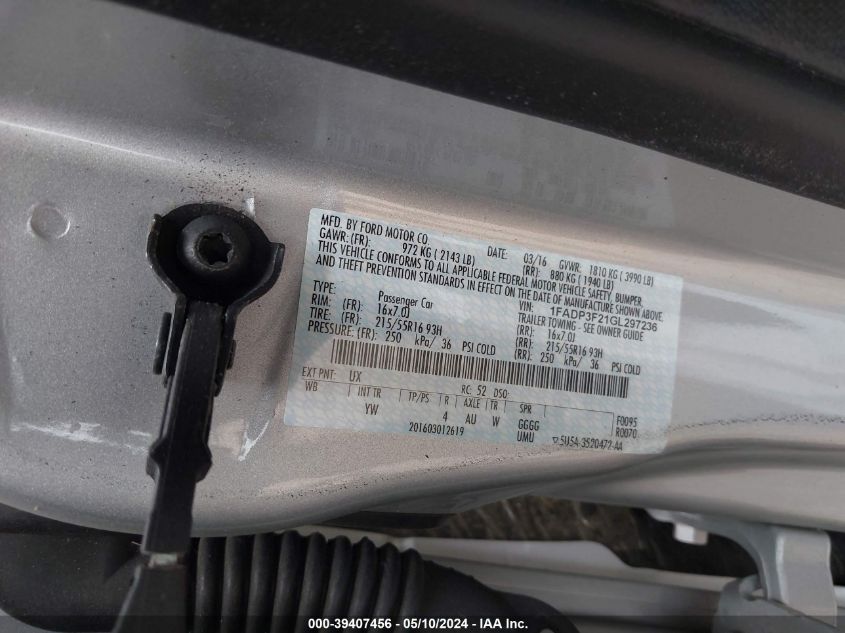 MFD. BY FORD MOTOR CO.
DATE: 03/16 GVWR: 1810 KG ( 3990 LB)
GAWR: (FR): 972 KG ( 2143 LB) (RR): 880 KG ( 1940 LB)
THIS VEHICLE CONFORMS TO ALL APPLICABLE FEDERAL MOTOR VEHICLE SAFETY, BUMPER,
AND THEFT PREVENTION STANDARDS IN EFFECT ON THE DATE OF MANUFACTURE SHOWN ABOVE.
VIN: 1FADP3F21GL297236
TYPE: Passenger Car TRAILER TOWING - SEE OWNER GUIDE
RIM: (FR): 16x7.0J (RR): 16x7.0J
TIRE: (FR): 215/55R16 93H (RR): 215/55R16 93H
PRESSURE: (FR): 250 kPa/ 36 PSI COLD (RR): 250 kPa/ 36 PSI COLD
EXT PNT: UX RC: 52 DSO:
WB INT TR TP/PS R AXLE TR SPR
YW 4 AU W GGGG F0095
UMU R0070
201603012619 5U5A-3520472-AA
000-39407456 - 05/10/2024 - IAA Inc.